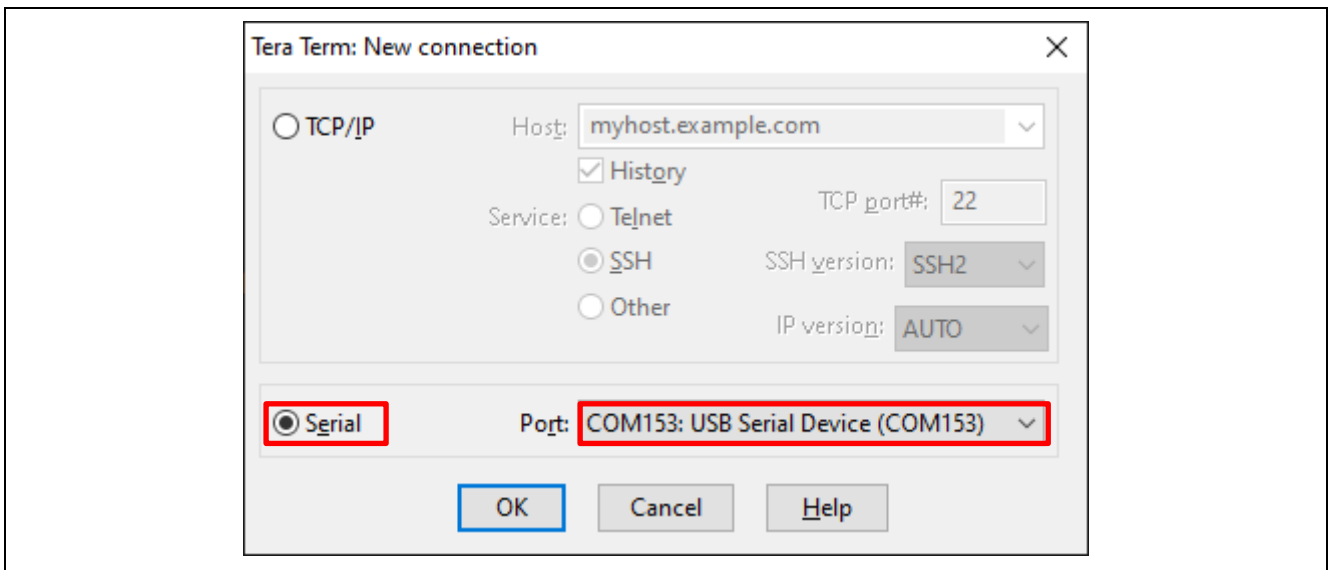 Tera Term: New connection
TCP/IP
Host: myhost.example.com
History
Service: Telnet
TCP port#: 22
SSH
SSH version: SSH2
Other
IP version: AUTO
Serial
Port: COM153: USB Serial Device (COM153)
OK Cancel Help